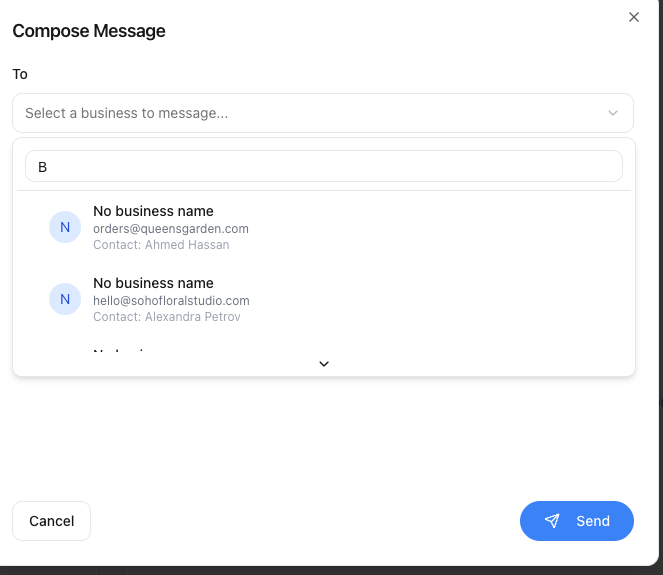 Compose Message
To
Select a business to message...
B
N
No business name
orders@queensgarden.com
Contact: Ahmed Hassan
N
No business name
hello@sohofloralstudio.com
Contact: Alexandra Petrov
Cancel
Send